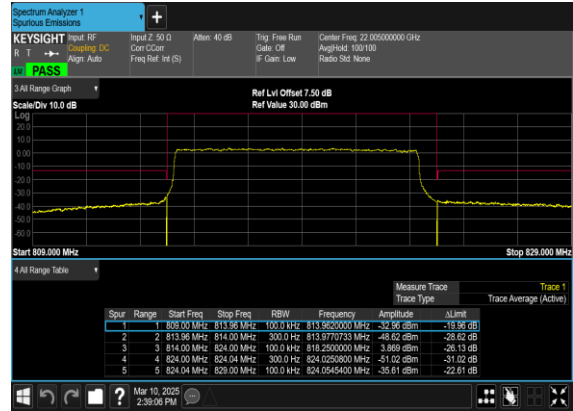 Spectrum Analyzer 1
Spurious Emissions
KEYSIGHT Input: RF Input Z: 50 Ω Atten: 40 dB Trig: Free Run Center Freq: 22.005000000 GHz
R T Coupling: DC Corr CCorr Gate: Off Avg|Hold: 100/100
Align: Auto Freq Ref: Int (S) IF Gain: Low Radio Std: None
LW PASS
3 All Range Graph
Ref Lvl Offset 7.50 dB
Scale/Div 10.0 dB Ref Value 30.00 dBm
Log
20.0
10.0
0.00
-10.0
-20.0
-30.0
-40.0
-50.0
-60.0
Start 809.000 MHz Stop 829.000 MHz
4 All Range Table
Measure Trace Trace 1
Trace Type Trace Average (Active)
Spur Range Start Freq Stop Freq RBW Frequency Amplitude ΔLimit
1 1 809.00 MHz 813.96 MHz 100.0 kHz 813.9620000 MHz -32.96 dBm -19.96 dB
2 2 813.96 MHz 814.00 MHz 300.0 Hz 813.9770733 MHz -48.62 dBm -28.62 dB
3 3 814.00 MHz 824.00 MHz 100.0 kHz 818.2500000 MHz 3.869 dBm -26.13 dB
4 4 824.00 MHz 824.04 MHz 300.0 Hz 824.0250800 MHz -51.02 dBm -31.02 dB
5 5 824.04 MHz 829.00 MHz 100.0 kHz 824.0545400 MHz -35.61 dBm -22.61 dB
Mar 10, 2025
2:39:06 PM